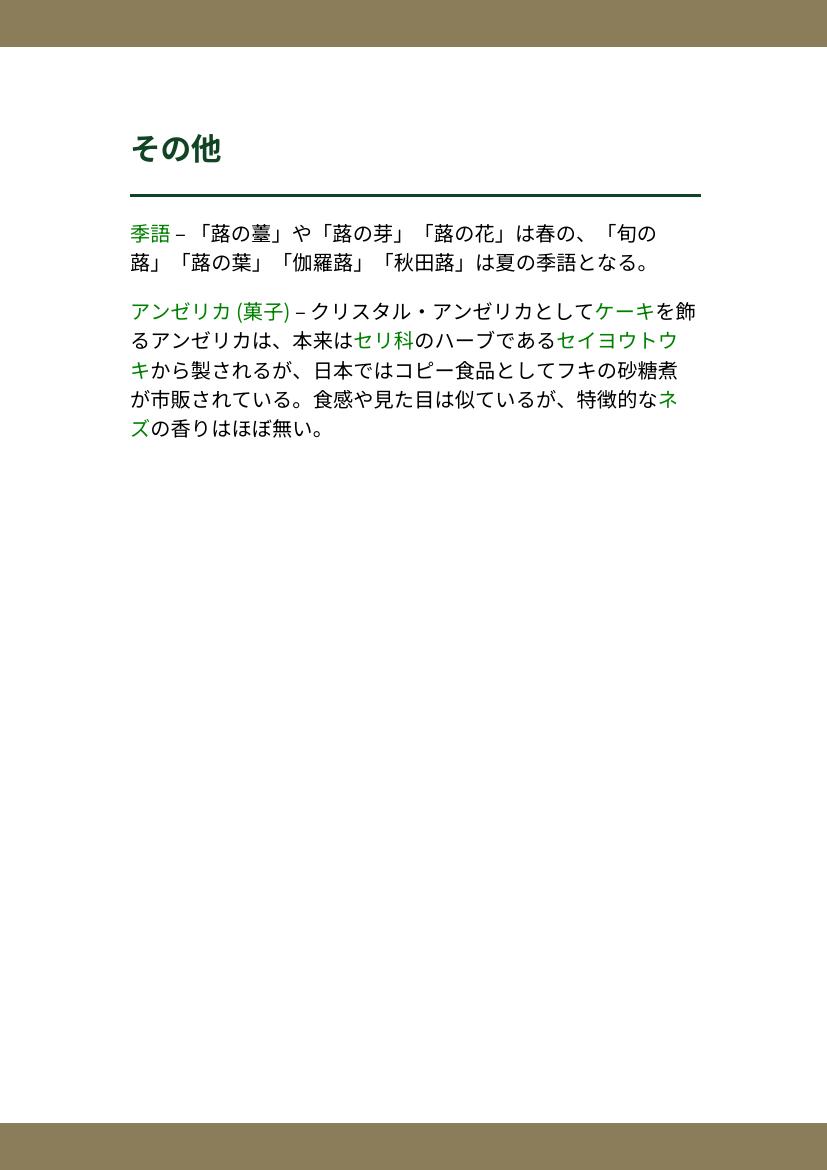 その他
季語 – 「蕗の薹」や「蕗の芽」「蕗の花」は春の、「旬の
蕗」「蕗の葉」「伽羅蕗」「秋田蕗」は夏の季語となる。
アンゼリカ (菓子) – クリスタル・アンゼリカとしてケーキを飾
るアンゼリカは、本来はセリ科のハーブであるセイヨウトウ
キから製されるが、日本ではコピー食品としてフキの砂糖煮
が市販されている。食感や見た目は似ているが、特徴的なネ
ズの香りはほぼ無い。